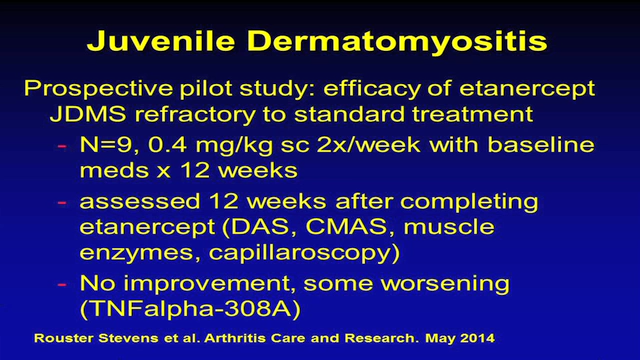 Juvenile Dermatomyositis
Prospective pilot study: efficacy of etanercept
JDMS refractory to standard treatment
- N=9, 0.4 mg/kg sc 2x/week with baseline
meds x 12 weeks
- assessed 12 weeks after completing
etanercept (DAS, CMAS, muscle
enzymes, capillaroscopy)
- No improvement, some worsening
(TNFalpha-308A)
Rouster Stevens et al. Arthritis Care and Research. May 2014